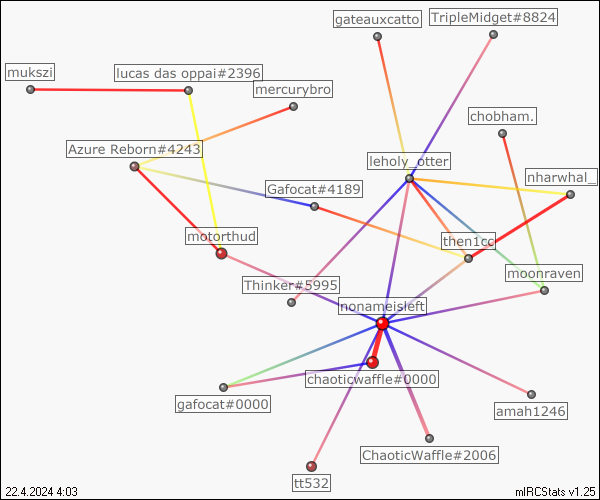 gateauxcatto
TripleMidget#8824
mukszi
lucas das oppai#2396
mercurybro
chobham.
Azure Reborn#4243
leholy_otter
nharwhal_
Gafocat#4189
motorthud
then1cc
moonraven
Thinker#5995
nonameisleft
chaoticwaffle#0000
gafocat#0000
amah1246
ChaoticWaffle#2006
tt532
22.4.2024 4:03
mIRCStats v1.25